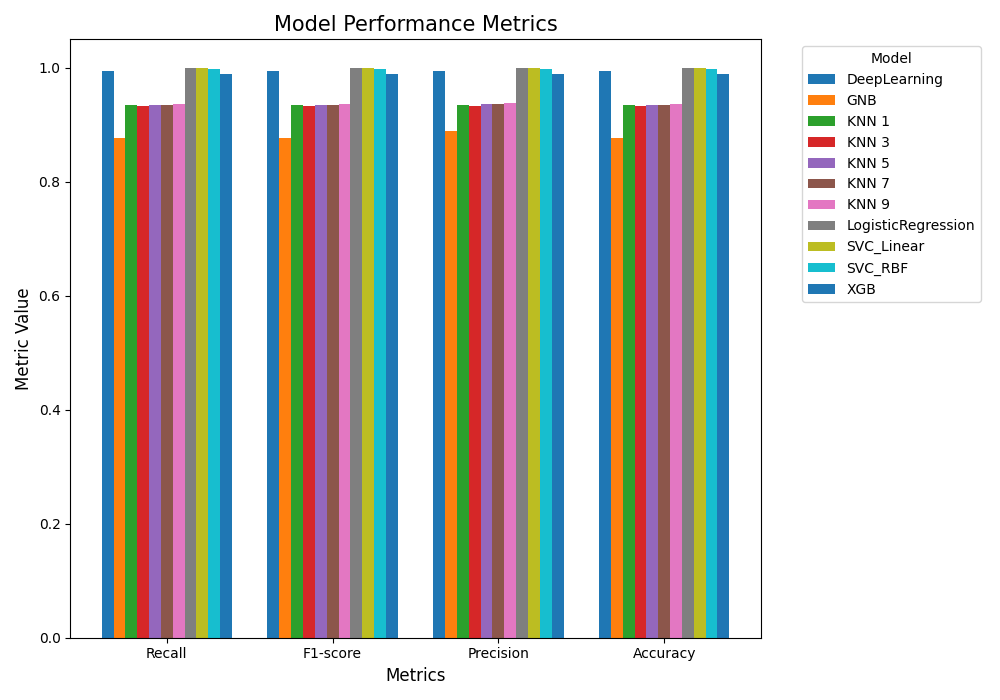 Model Performance Metrics
Metric Value
1.0
0.8
0.6
0.4
0.2
0.0
Recall
F1-score
Precision
Accuracy
Metrics
Model
DeepLearning
GNB
KNN 1
KNN 3
KNN 5
KNN 7
KNN 9
LogisticRegression
SVC_Linear
SVC_RBF
XGB